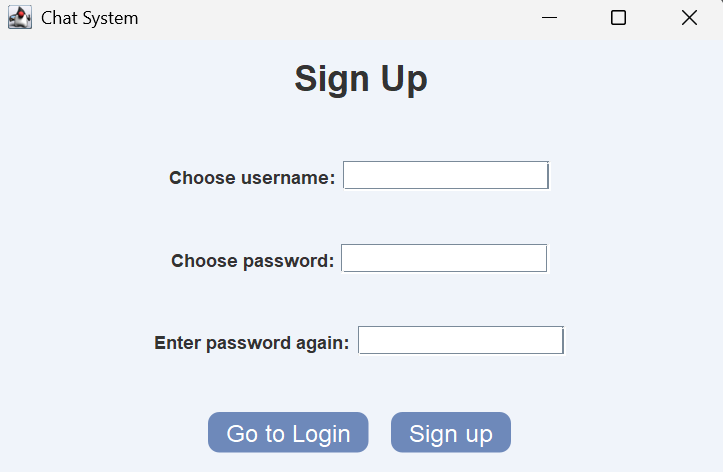 Chat System
Sign Up
Choose username:
Choose password:
Enter password again:
Go to Login Sign up